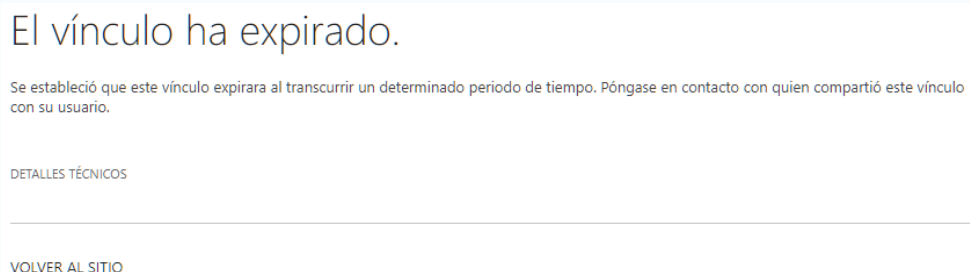 El vínculo ha expirado.
Se estableció que este vínculo expirara al transcurrir un determinado periodo de tiempo. Póngase en contacto con quien compartió este vínculo
con su usuario.
DETALLES TÉCNICOS
VOLVER AL SITIO